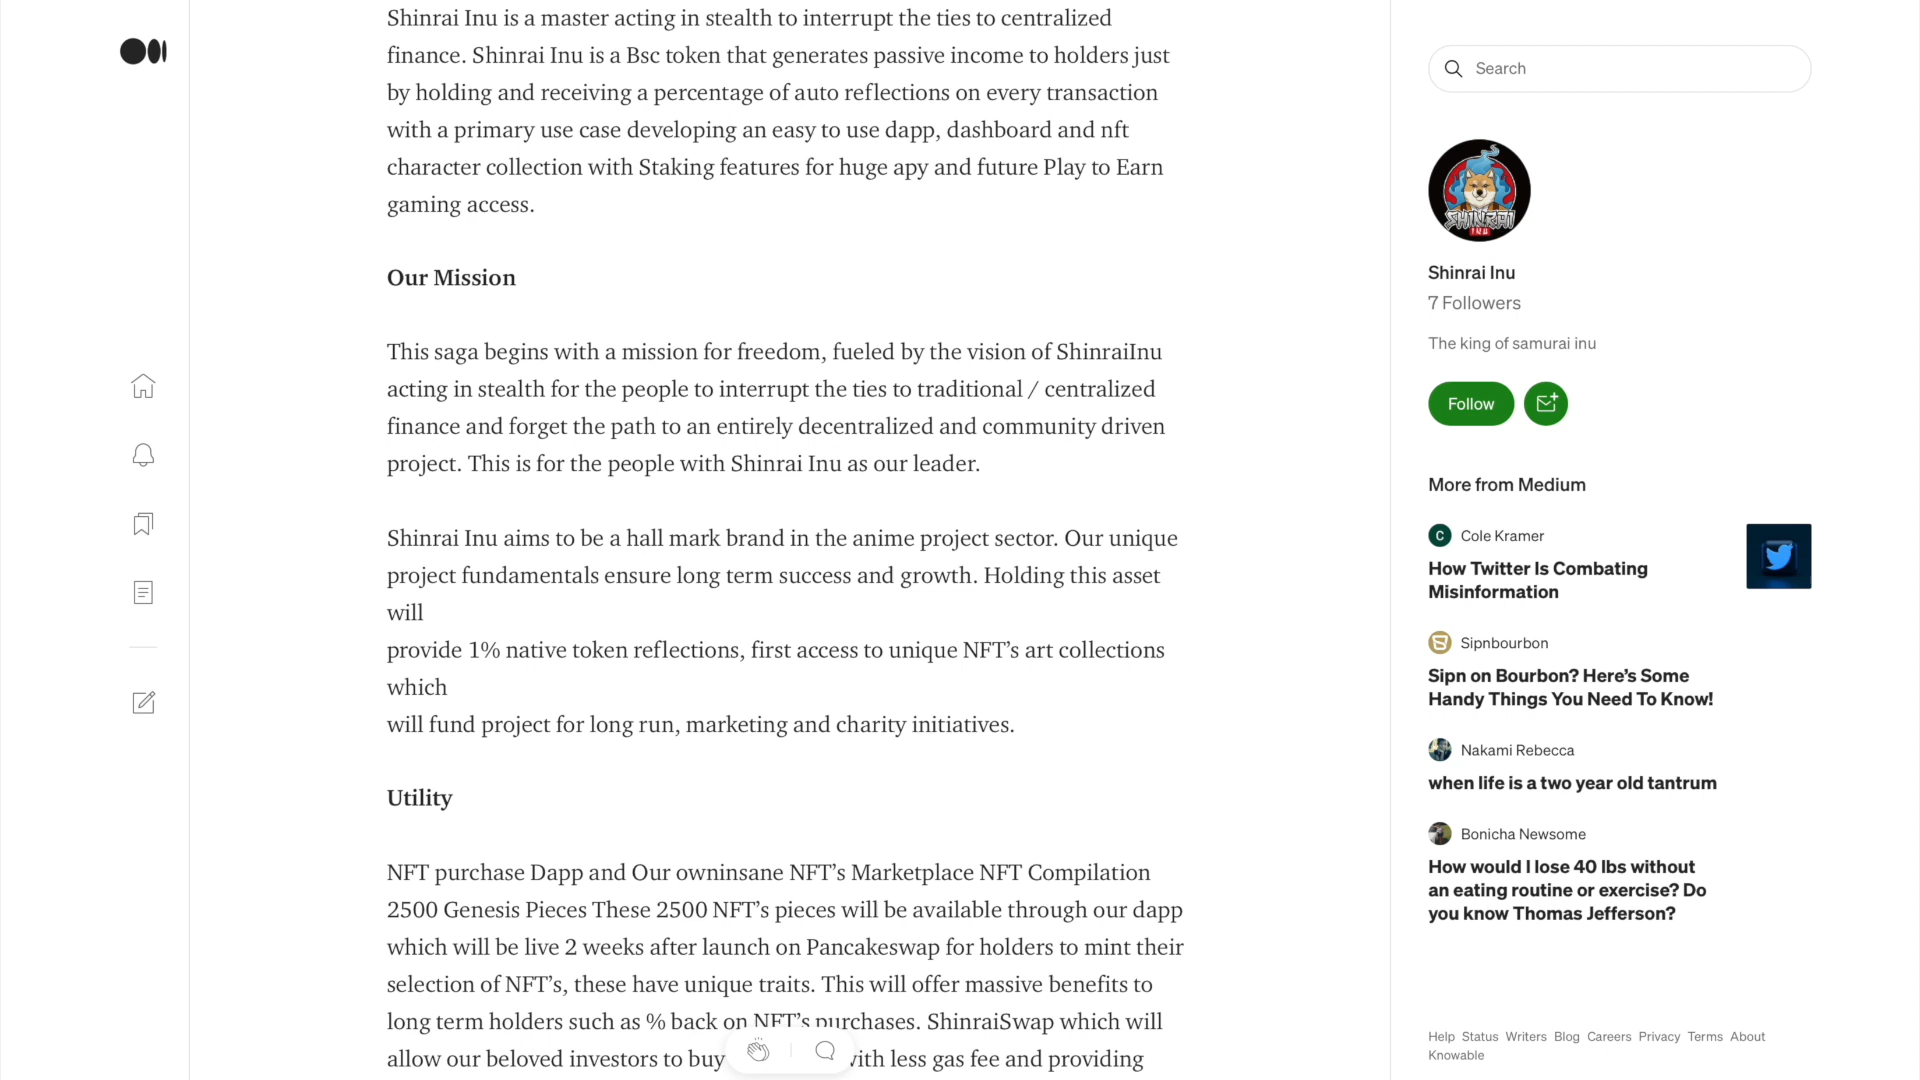 Shinrai Inu is a master acting in stealth to interrupt the ties to centralized
finance. Shinrai Inu is a Bsc token that generates passive income to holders just
by holding and receiving a percentage of auto reflections on every transaction
with a primary use case developing an easy to use dapp, dashboard and nft
character collection with Staking features for huge apy and future Play to Earn
gaming access.
Our Mission
This saga begins with a mission for freedom, fueled by the vision of ShinraiInu
acting in stealth for the people to interrupt the ties to traditional / centralized
finance and forget the path to an entirely decentralized and community driven
project. This is for the people with Shinrai Inu as our leader.
Shinrai Inu aims to be a hall mark brand in the anime project sector. Our unique
project fundamentals ensure long term success and growth. Holding this asset
will
provide 1% native token reflections, first access to unique NFT’s art collections
which
will fund project for long run, marketing and charity initiatives.
Utility
NFT purchase Dapp and Our owninsane NFT’s Marketplace NFT Compilation
2500 Genesis Pieces These 2500 NFT’s pieces will be available through our dapp
which will be live 2 weeks after launch on Pancakeswap for holders to mint their
selection of NFT’s, these have unique traits. This will offer massive benefits to
long term holders such as % back on NFT’s purchases. ShinraiSwap which will
allow our beloved investors to buy with less gas fee and providing
Search
SHINRAI
INU
Shinrai Inu
7 Followers
The king of samurai inu
Follow
More from Medium
C Cole Kramer
How Twitter Is Combating
Misinformation
Sipnbourbon
Sipn on Bourbon? Here’s Some
Handy Things You Need To Know!
Nakami Rebecca
when life is a two year old tantrum
Bonicha Newsome
How would I lose 40 lbs without
an eating routine or exercise? Do
you know Thomas Jefferson?
Help Status Writers Blog Careers Privacy Terms About
Knowable